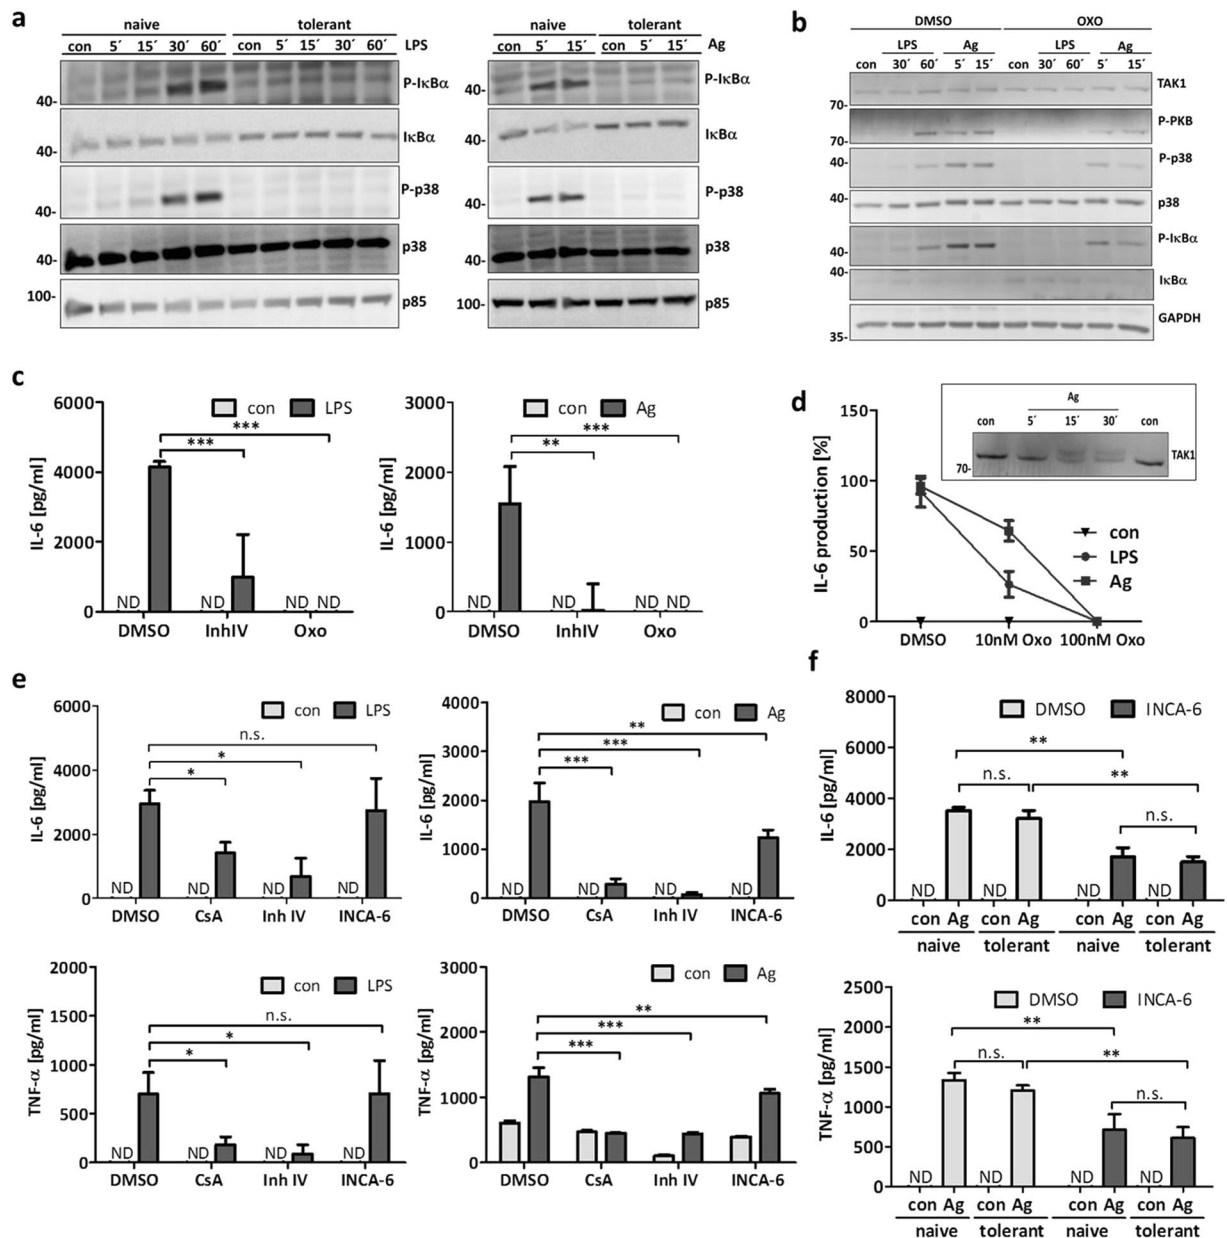 a
naive tolerant
con 5´ 15´ 30´ 60´ con 5´ 15´ 30´ 60´ LPS
40- P-IκBα
40- IκBα
40- P-p38
40- p38
100- p85
naive tolerant
con 5´ 15´ con 5´ 15´ Ag
40- P-IκBα
40- IκBα
40- P-p38
40- p38
100- p85
b
DMSO OXO
LPS Ag LPS Ag
con 30´ 60´ 5´ 15´ con 30´ 60´ 5´ 15´
70- TAK1
70- P-PKB
40- P-p38
40- p38
40- P-IκBα
40- IκBα
35- GAPDH
c
con LPS
IL-6 [pg/ml]
6000
4000
2000
0
*** ***
ND ND ND ND
DMSO InhIV Oxo
con Ag
IL-6 [pg/ml]
3000
2000
1000
0
*** **
ND ND ND ND
DMSO InhIV Oxo
d
IL-6 production [%]
150
100
50
0
Ag
con 5´ 15´ 30´ con
70- TAK1
con
LPS
Ag
DMSO 10nM Oxo 100nM Oxo
e
con LPS
IL-6 [pg/ml]
6000
4000
2000
0
n.s.
*
*
ND ND ND ND
DMSO CsA Inh IV INCA-6
con Ag
IL-6 [pg/ml]
4000
3000
2000
1000
0
**
***
***
ND ND ND ND
DMSO CsA Inh IV INCA-6
con LPS
TNF-α [pg/ml]
2000
1500
1000
500
0
n.s.
*
*
ND ND ND ND
DMSO CsA Inh IV INCA-6
con Ag
TNF-α [pg/ml]
3000
2000
1000
0
**
***
***
DMSO CsA Inh IV INCA-6
f
DMSO INCA-6
IL-6 [pg/ml]
8000
6000
4000
2000
0
**
n.s. **
n.s.
ND ND ND ND
con Ag con Ag con Ag con Ag
naive tolerant naive tolerant
DMSO INCA-6
TNF-α [pg/ml]
2500
2000
1500
1000
500
0
**
n.s. **
n.s.
ND ND ND ND
con Ag con Ag con Ag con Ag
naive tolerant naive tolerant